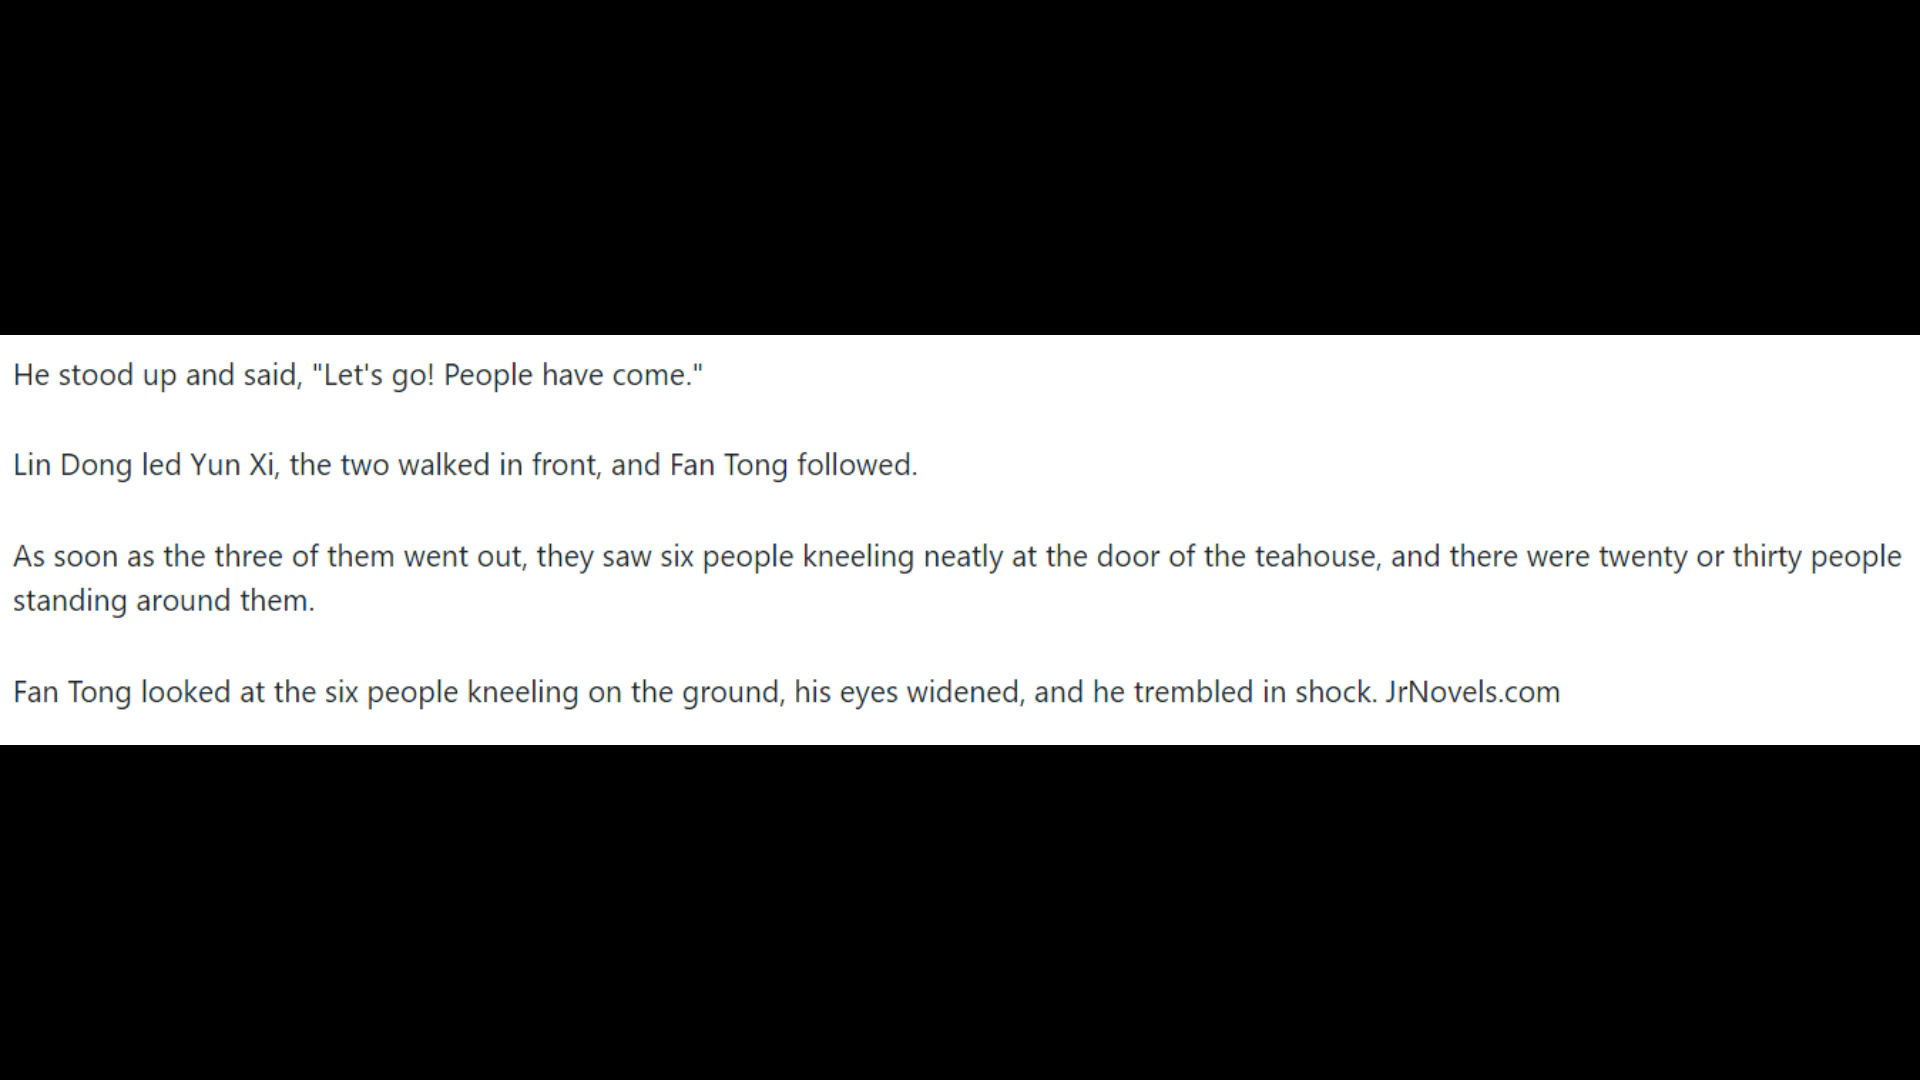 He stood up and said, "Let's go! People have come."
Lin Dong led Yun Xi, the two walked in front, and Fan Tong followed.
As soon as the three of them went out, they saw six people kneeling neatly at the door of the teahouse, and there were twenty or thirty people
standing around them.
Fan Tong looked at the six people kneeling on the ground, his eyes widened, and he trembled in shock. JrNovels.com